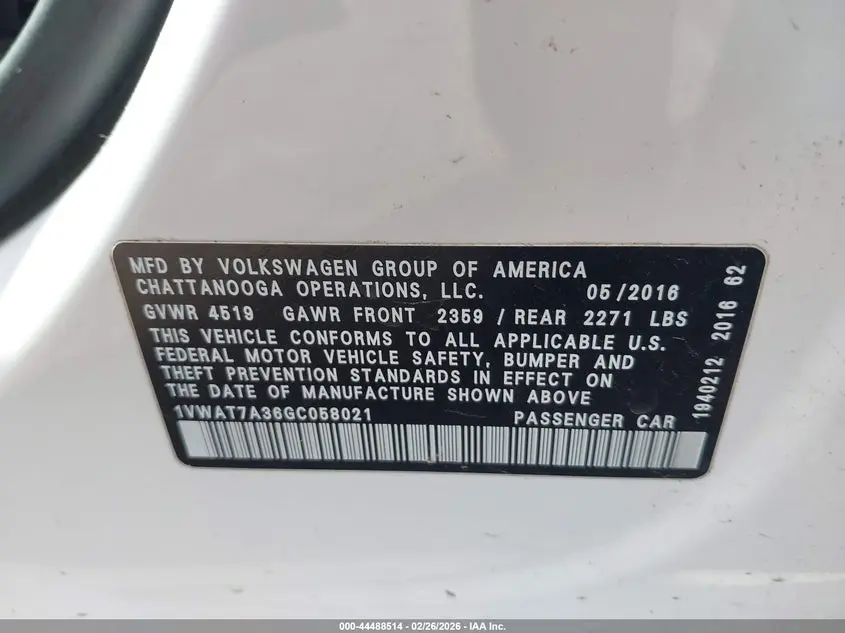 MFD BY VOLKSWAGEN GROUP OF AMERICA
CHATTANOOGA OPERATIONS, LLC. 05/2016
GVWR 4519 GAWR FRONT 2359 / REAR 2271 LBS
THIS VEHICLE CONFORMS TO ALL APPLICABLE U.S.
FEDERAL MOTOR VEHICLE SAFETY, BUMPER AND
THEFT PREVENTION STANDARDS IN EFFECT ON
THE DATE OF MANUFACTURE SHOWN ABOVE
1VWAT7A36GC058021 PASSENGER CAR
1940212 2016 62
000-44488514 - 02/26/2026 - IAA Inc.